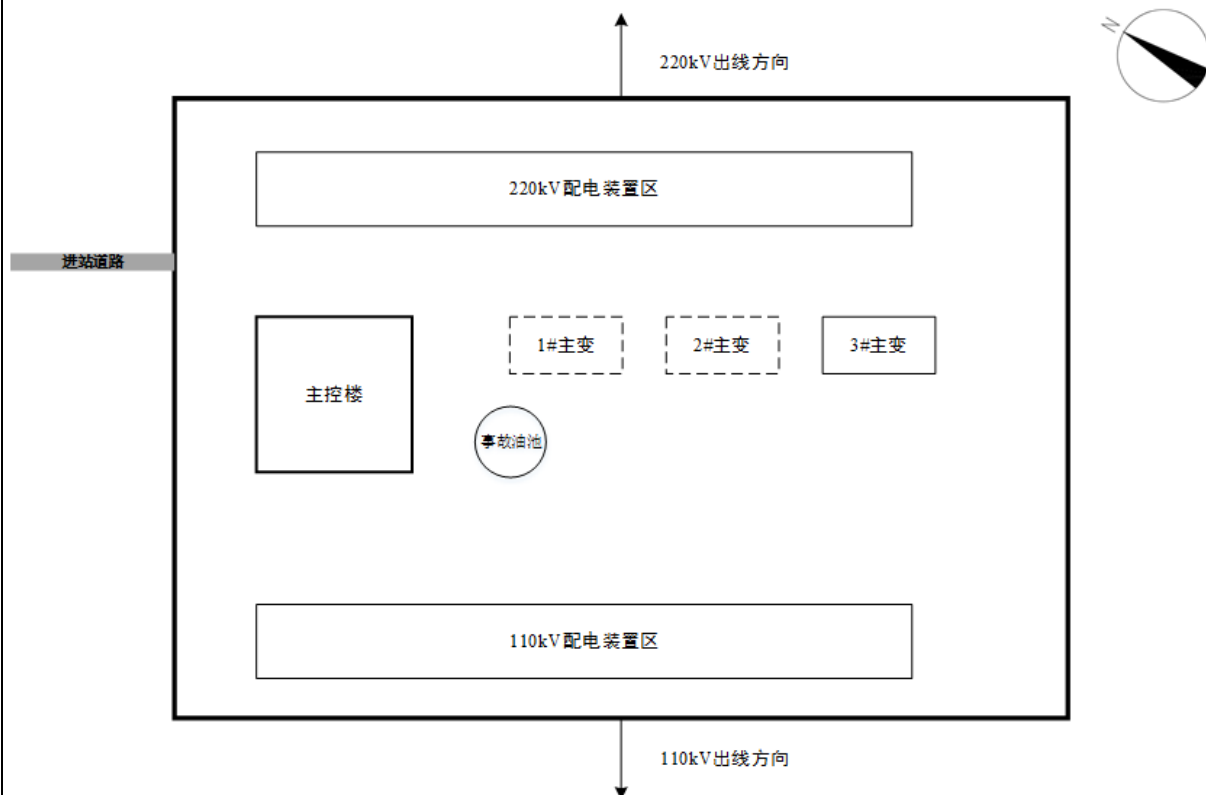 N
220kV出线方向
220kV配电装置区
进站道路
1#主变
2#主变
3#主变
主控楼
事故油池
110kV配电装置区
110kV出线方向